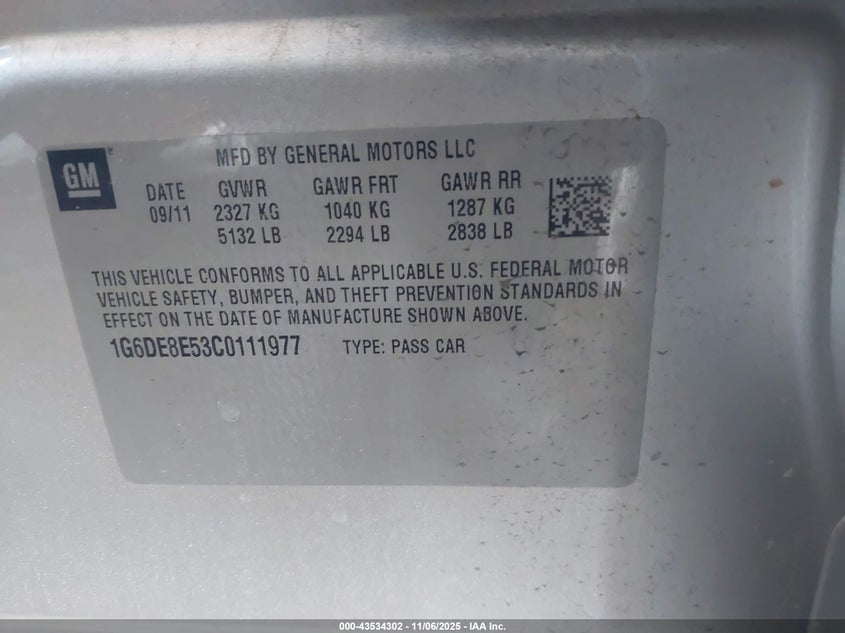 GM
MFD BY GENERAL MOTORS LLC
DATE GVWR GAWR FRT GAWR RR
09/11 2327 KG 1040 KG 1287 KG
5132 LB 2294 LB 2838 LB
THIS VEHICLE CONFORMS TO ALL APPLICABLE U.S. FEDERAL MOTOR
VEHICLE SAFETY, BUMPER, AND THEFT PREVENTION STANDARDS IN
EFFECT ON THE DATE OF MANUFACTURE SHOWN ABOVE.
1G6DE8E53C0111977 TYPE: PASS CAR
000-43534302 - 11/06/2025 - IAA Inc.